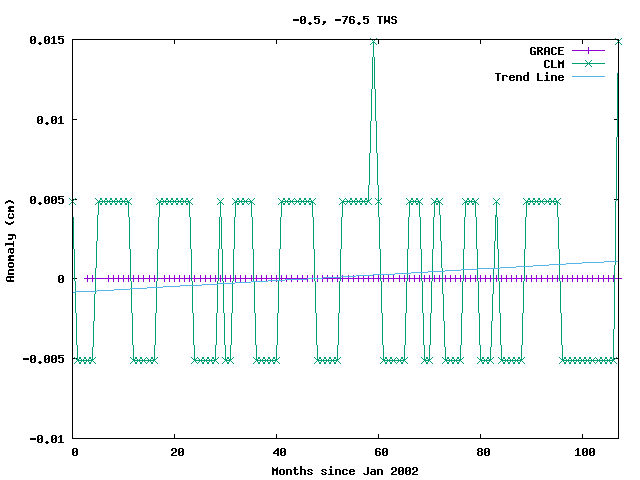 -0.5, -76.5 TWS
GRACE
CLM
Trend Line
0.015
0.01
0.005
0
-0.005
-0.01
Anomaly (cm)
0 20 40 60 80 100
Months since Jan 2002